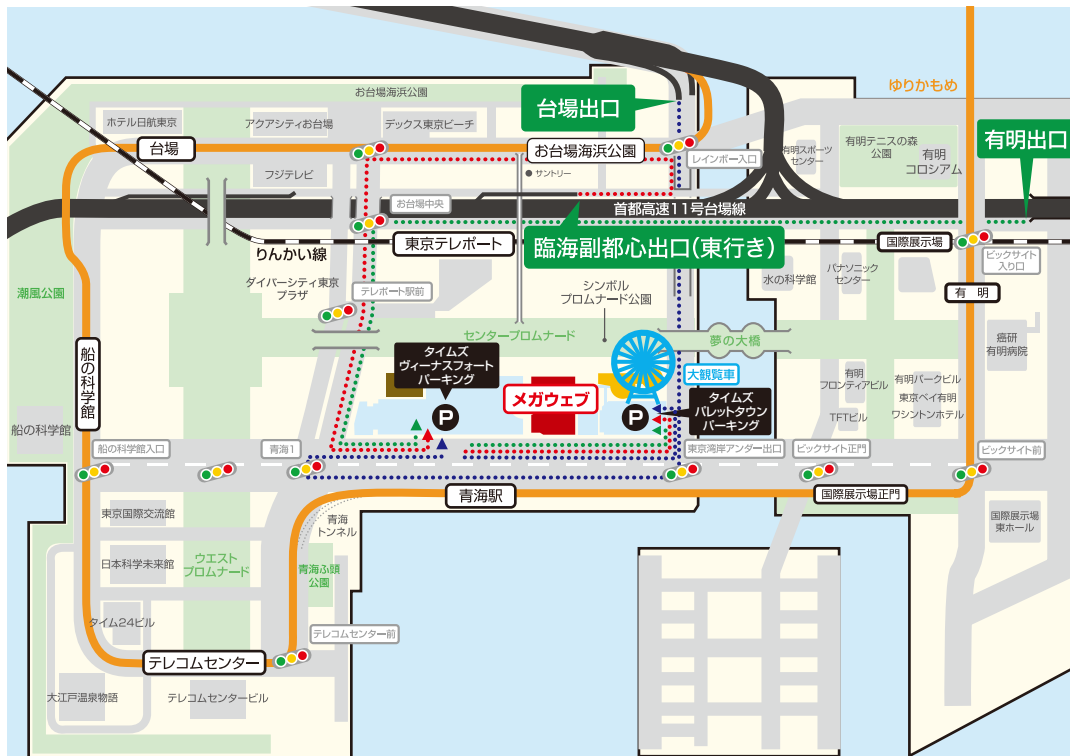 ゆりかもめ
お台場海浜公園
台場出口
ホテル日航東京
アクアシティお台場
デックス東京ビーチ
有明出口
台場
お台場海浜公園
レインボー入口
有明スポーツ
センター
有明テニスの森
公園
有明
コロシアム
フジテレビ
サントリー
お台場中央
首都高速11号台場線
りんかい線
東京テレポート
臨海副都心出口(東行き)
国際展示場
ビックサイト
入り口
潮風公園
ダイバーシティ東京
プラザ
テレポート駅前
シンボル
プロムナード公園
水の科学館
パナソニック
センター
有明
センタープロムナード
夢の大橋
癌研
有明病院
船の科学館
タイムズ
ヴィーナスフォート
パーキング
P
メガウェブ
大観覧車
P
タイムズ
パレットタウン
パーキング
有明
フロンティアビル
TFTビル
有明パークビル
東京ベイ有明
ワシントンホテル
船の科学館
船の科学館入口
青海1
東京湾岸アンダー出口
ビックサイト正門
ビックサイト前
青海駅
国際展示場正門
東京国際交流館
青海
トンネル
国際展示場
東ホール
日本科学未来館
ウエスト
プロムナード
青海ふ頭
公園
タイム24ビル
テレコムセンター前
テレコムセンター
大江戸温泉物語
テレコムセンタービル